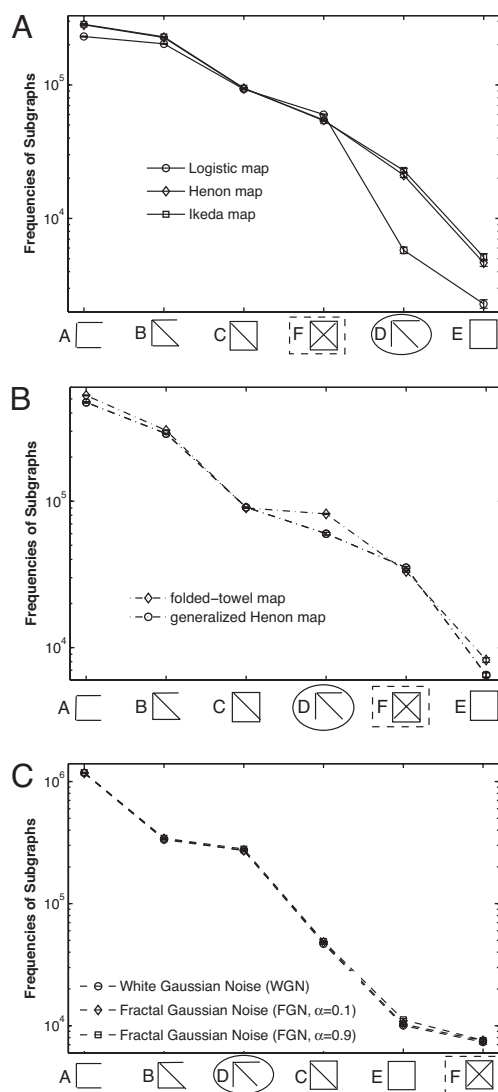 A
Frequencies of Subgraphs
10^5
10^4
Logistic map
Henon map
Ikeda map
A B C F D E
B
Frequencies of Subgraphs
10^5
10^4
folded-towel map
generalized Henon map
A B C D F E
C
Frequencies of Subgraphs
10^6
10^5
10^4
White Gaussian Noise (WGN)
Fractal Gaussian Noise (FGN, α=0.1)
Fractal Gaussian Noise (FGN, α=0.9)
A B D C E F